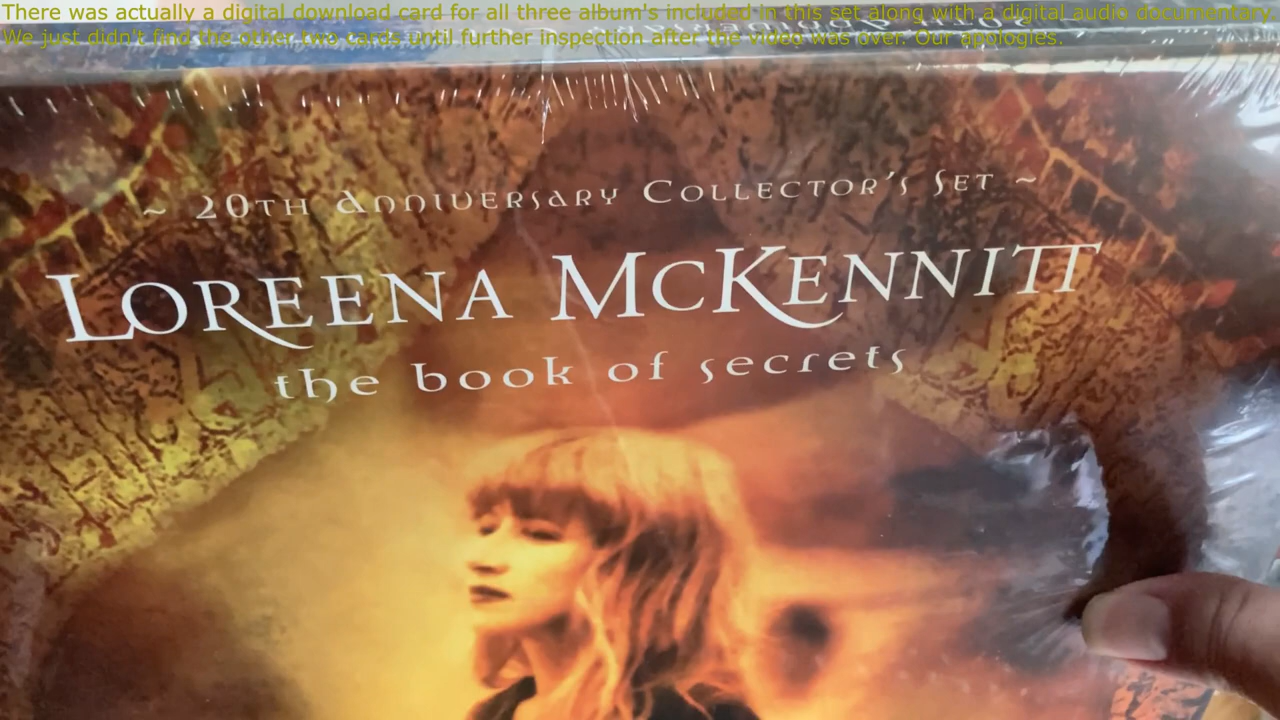 There was actually a digital download card for all three album's included in this set along with a digital audio documentary.
We just didn't find the other two cards until further inspection after the video was over. Our apologies.
~ 20th Anniversary Collector's Set ~
Loreena McKennitt
the book of secrets